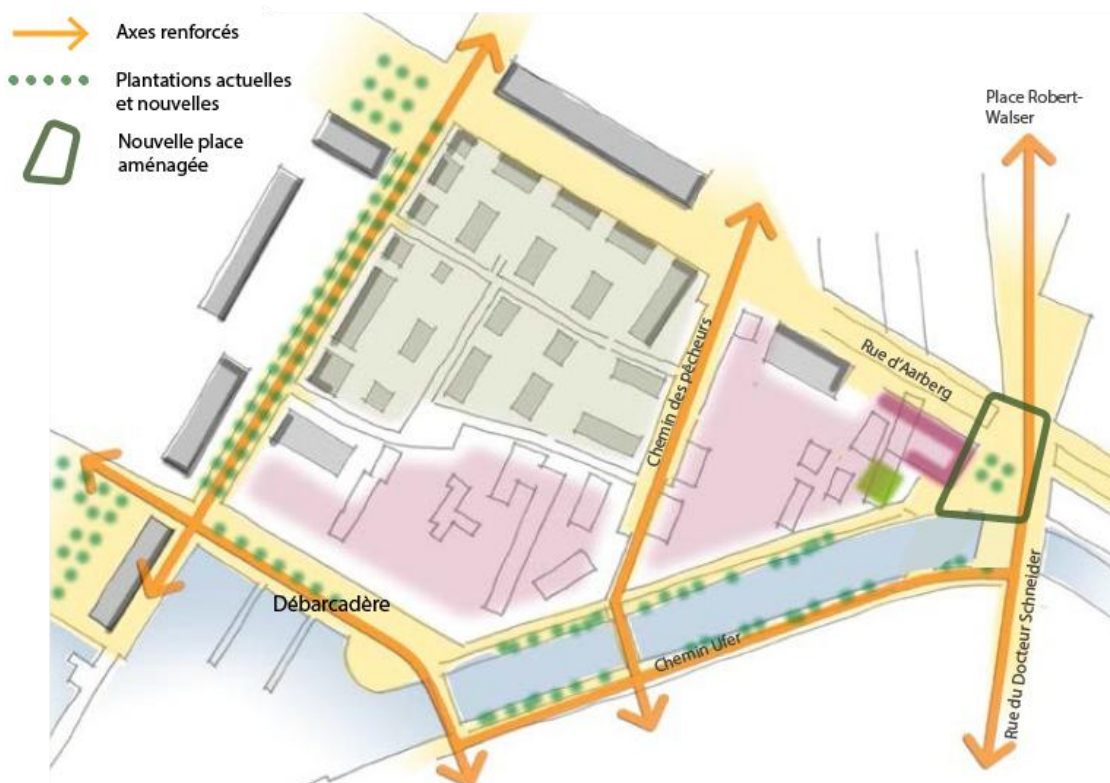 Axes renforcés
Plantations actuelles
et nouvelles
Nouvelle place
aménagée
Place Robert-
Walser
Chemin des pêcheurs
Rue d'Aarberg
Débarcadère
Chemin Ufer
Rue du Docteur Schneider